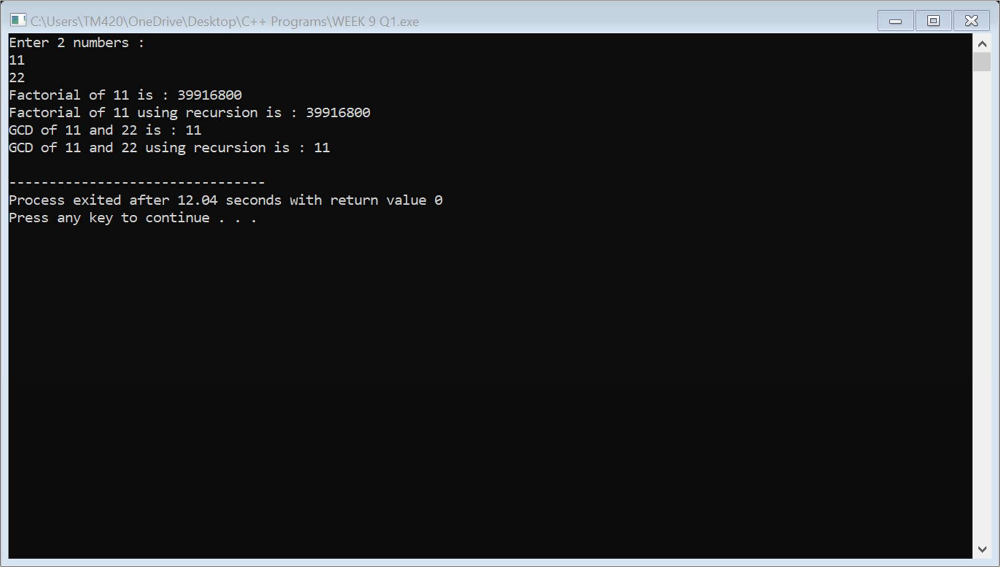 C:\Users\TM420\OneDrive\Desktop\C++ Programs\WEEK 9 Q1.exe
Enter 2 numbers :
11
22
Factorial of 11 is : 39916800
Factorial of 11 using recursion is : 39916800
GCD of 11 and 22 is : 11
GCD of 11 and 22 using recursion is : 11
--------------------------------
Process exited after 12.04 seconds with return value 0
Press any key to continue . . .